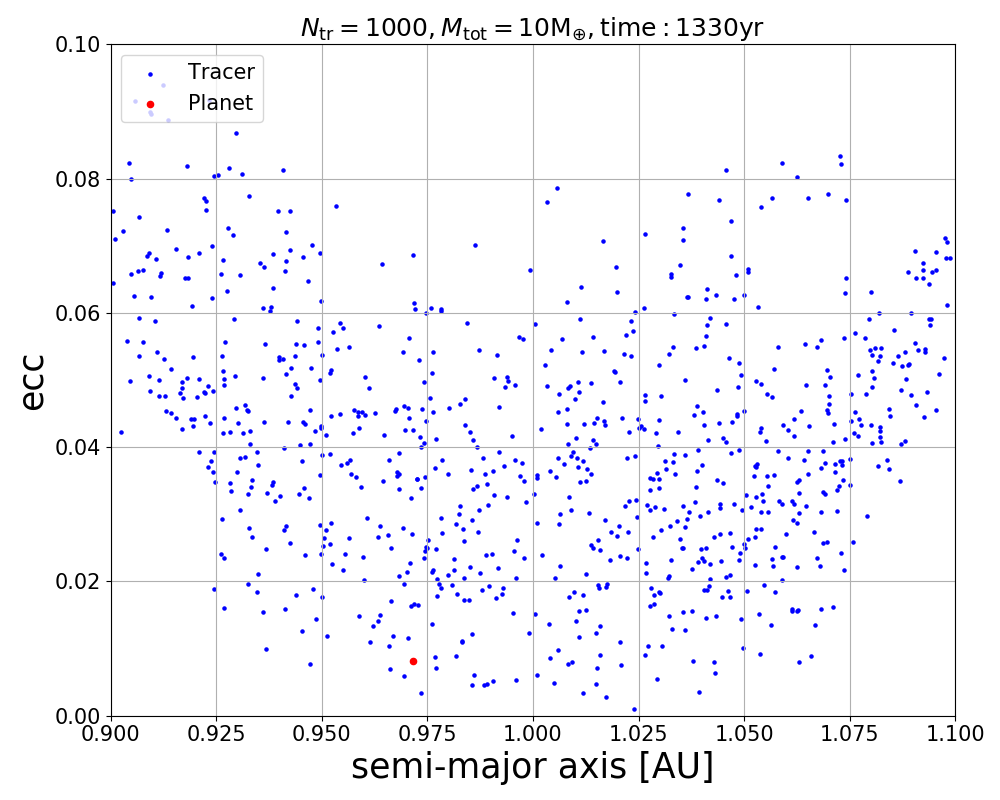 N_tr = 1000, M_tot = 10M_⊕, time : 1330yr
0.10
Tracer
Planet
0.08
0.06
ecc
0.04
0.02
0.00
0.900 0.925 0.950 0.975 1.000 1.025 1.050 1.075 1.100
semi-major axis [AU]